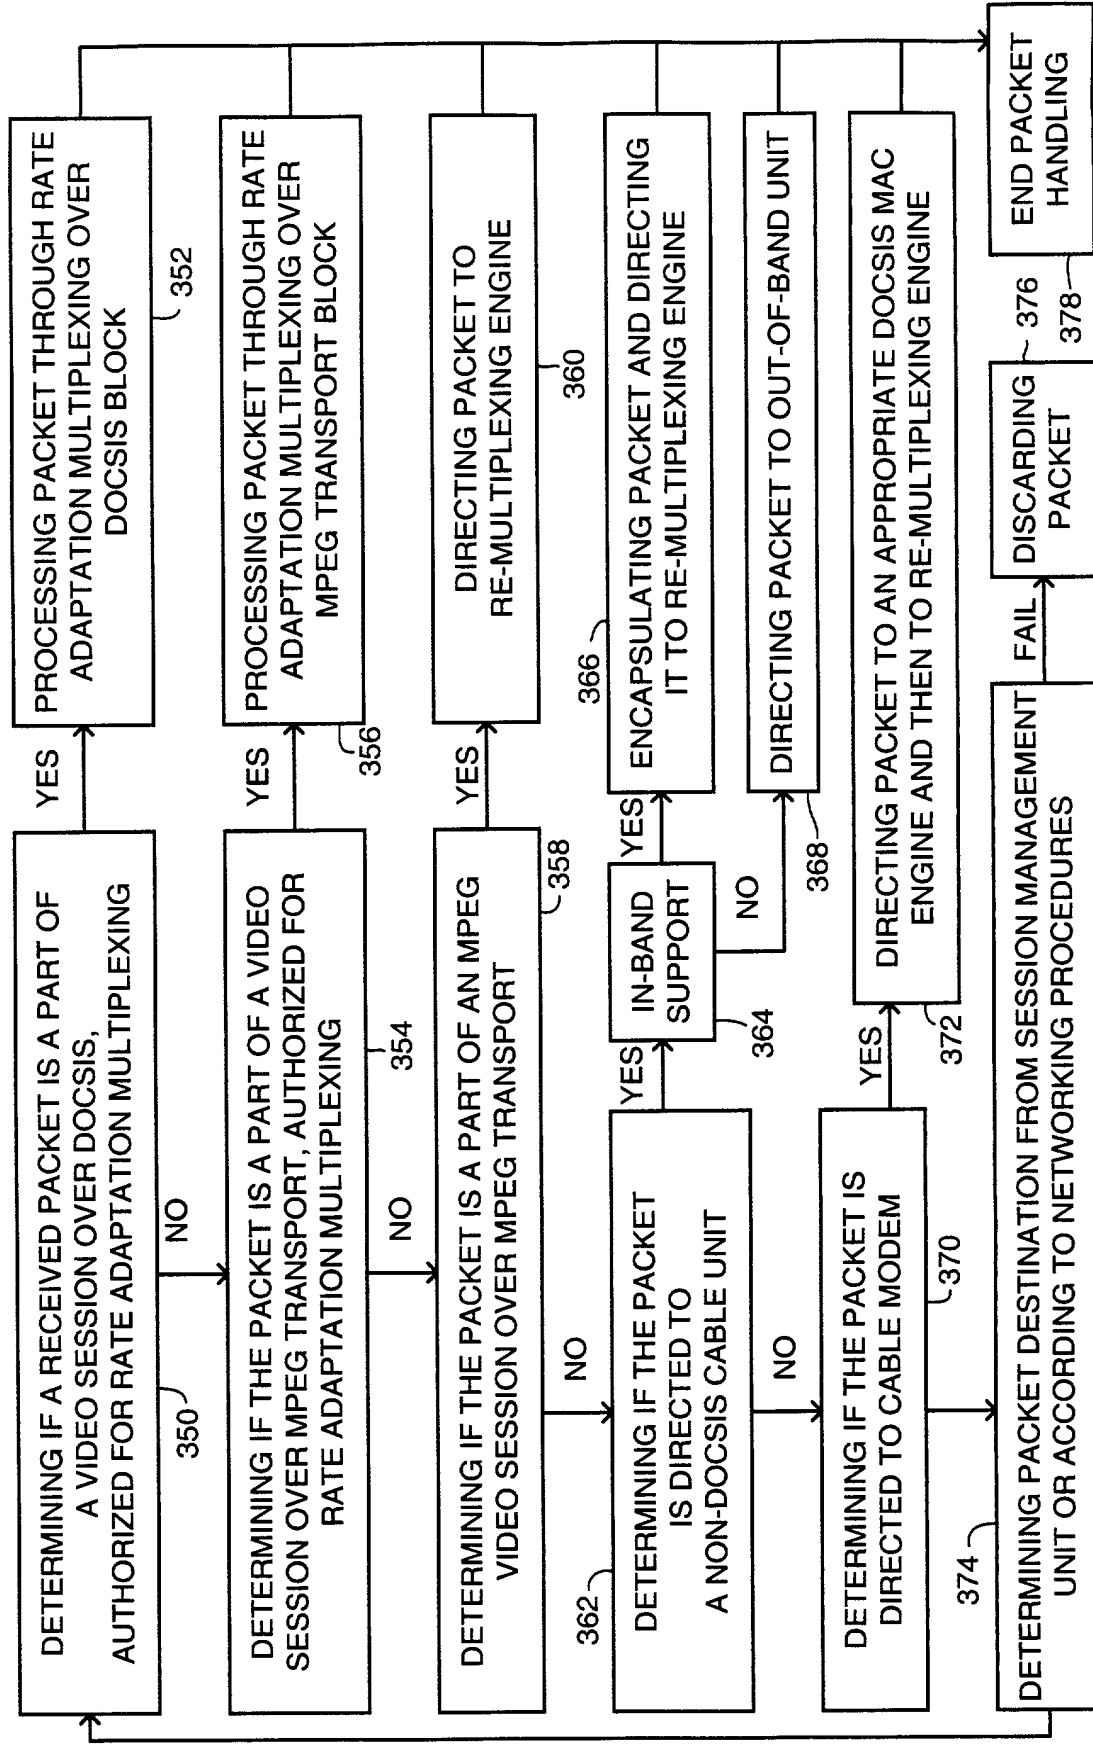 DETERMINING IF A RECEIVED PACKET IS A PART OF
A VIDEO SESSION OVER DOCSIS,
AUTHORIZED FOR RATE ADAPTATION MULTIPLEXING
350
YES
PROCESSING PACKET THROUGH RATE
ADAPTATION MULTIPLEXING OVER
DOCSIS BLOCK
352
NO
DETERMINING IF THE PACKET IS A PART OF A VIDEO
SESSION OVER MPEG TRANSPORT, AUTHORIZED FOR
RATE ADAPTATION MULTIPLEXING
354
YES
PROCESSING PACKET THROUGH RATE
ADAPTATION MULTIPLEXING OVER
MPEG TRANSPORT BLOCK
356
NO
DETERMINING IF THE PACKET IS A PART OF AN MPEG
VIDEO SESSION OVER MPEG TRANSPORT
358
YES
DIRECTING PACKET TO
RE-MULTIPLEXING ENGINE
360
NO
362
DETERMINING IF THE PACKET
IS DIRECTED TO
A NON-DOCSIS CABLE UNIT
YES
IN-BAND
SUPPORT
364
YES
366
ENCAPSULATING PACKET AND DIRECTING
IT TO RE-MULTIPLEXING ENGINE
NO
DIRECTING PACKET TO OUT-OF-BAND UNIT
368
NO
DETERMINING IF THE PACKET IS
DIRECTED TO CABLE MODEM
370
YES
DIRECTING PACKET TO AN APPROPRIATE DOCSIS MAC
ENGINE AND THEN TO RE-MULTIPLEXING ENGINE
372
374
DETERMINING PACKET DESTINATION FROM SESSION MANAGEMENT
UNIT OR ACCORDING TO NETWORKING PROCEDURES
FAIL
DISCARDING
PACKET
376
END PACKET
HANDLING
378